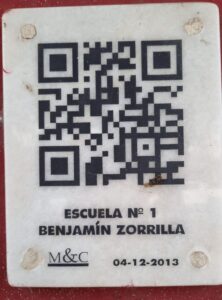 ESCUELA Nº 1
BENJAMÍN ZORRILLA
M&C 04-12-2013